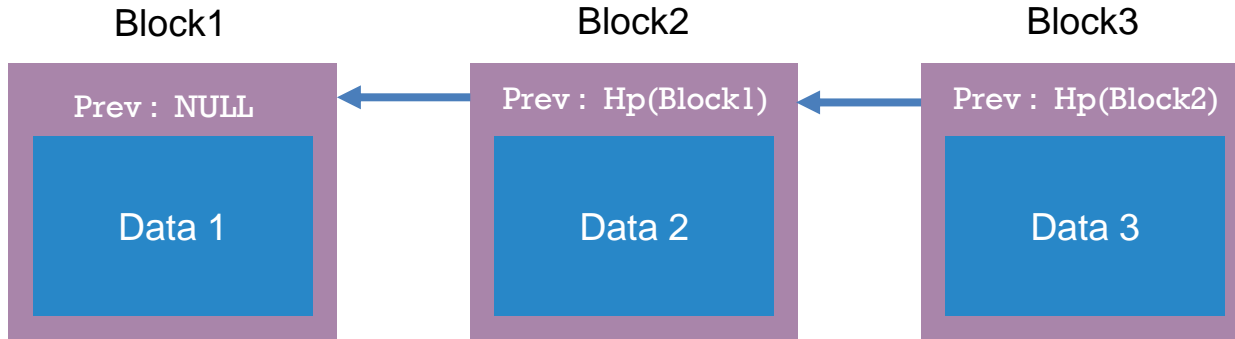 Block1
Block2
Block3
Prev : NULL
Prev : Hp(Block1)
Prev : Hp(Block2)
Data 1
Data 2
Data 3